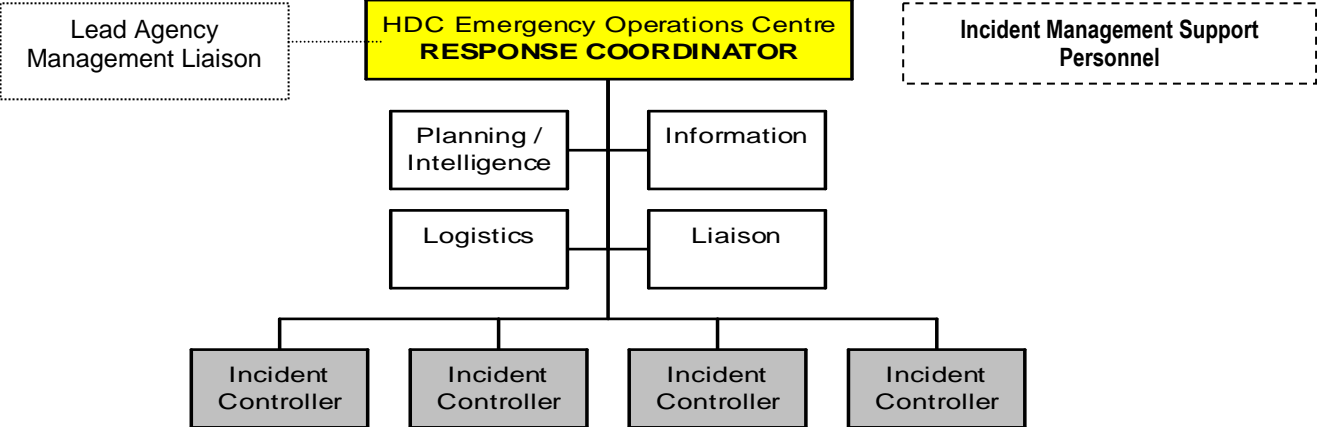 Lead Agency
Management Liaison
HDC Emergency Operations Centre
RESPONSE COORDINATOR
Incident Management Support
Personnel
Planning /
Intelligence
Information
Logistics
Liaison
Incident
Controller
Incident
Controller
Incident
Controller
Incident
Controller